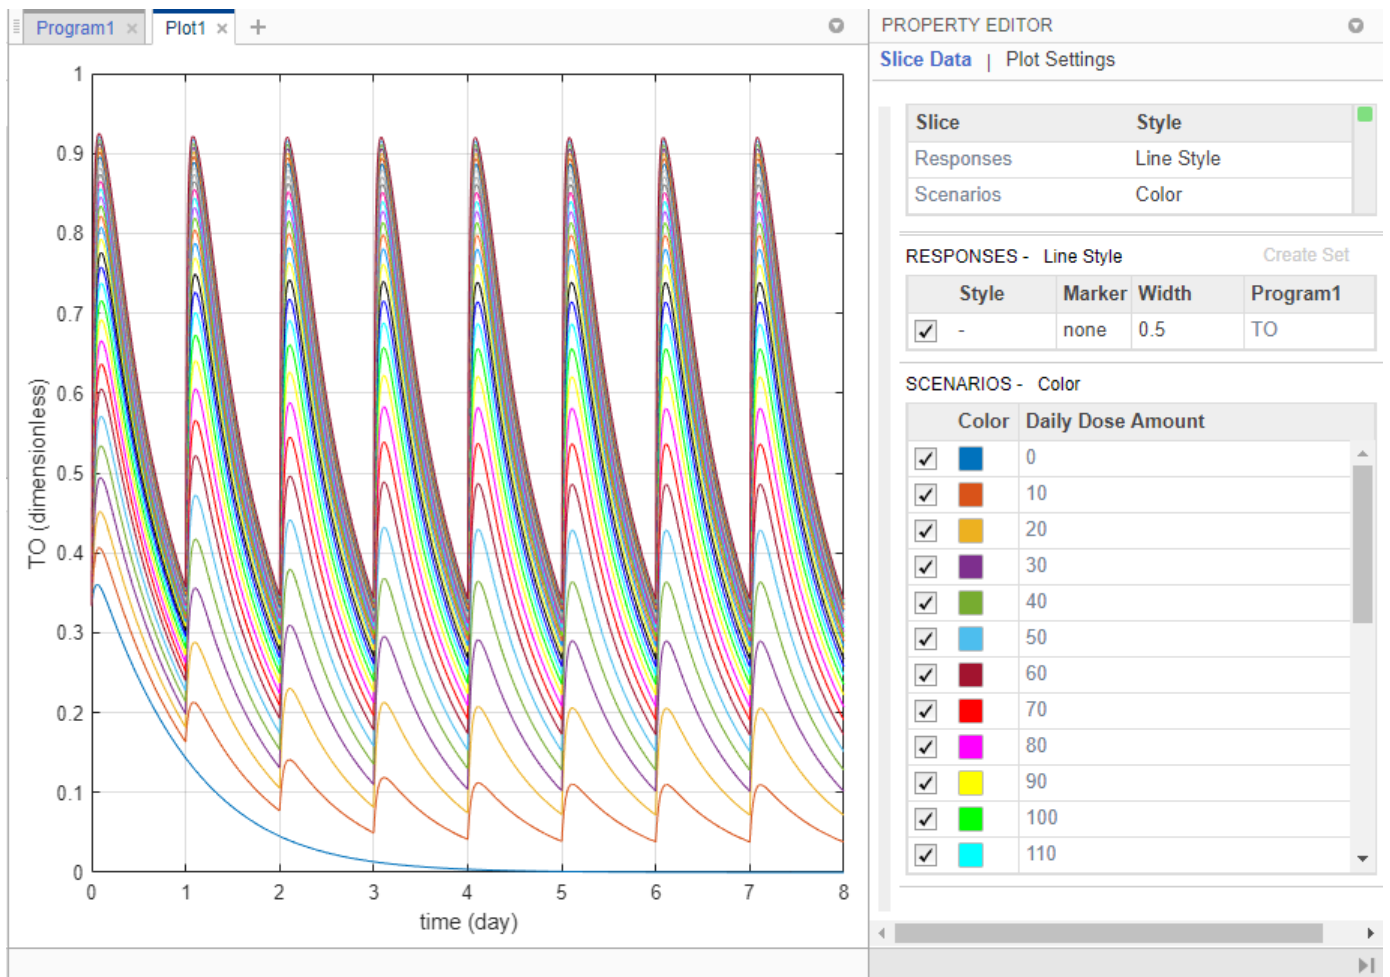 Program1 × Plot1 × +
1
0.9
0.8
0.7
0.6
0.5
0.4
0.3
0.2
0.1
0
TO (dimensionless)
0 1 2 3 4 5 6 7 8
time (day)
PROPERTY EDITOR
Slice Data | Plot Settings
Slice Style
Responses Line Style
Scenarios Color
RESPONSES - Line Style Create Set
Style Marker Width Program1
- none 0.5 TO
SCENARIOS - Color
Color Daily Dose Amount
0
10
20
30
40
50
60
70
80
90
100
110